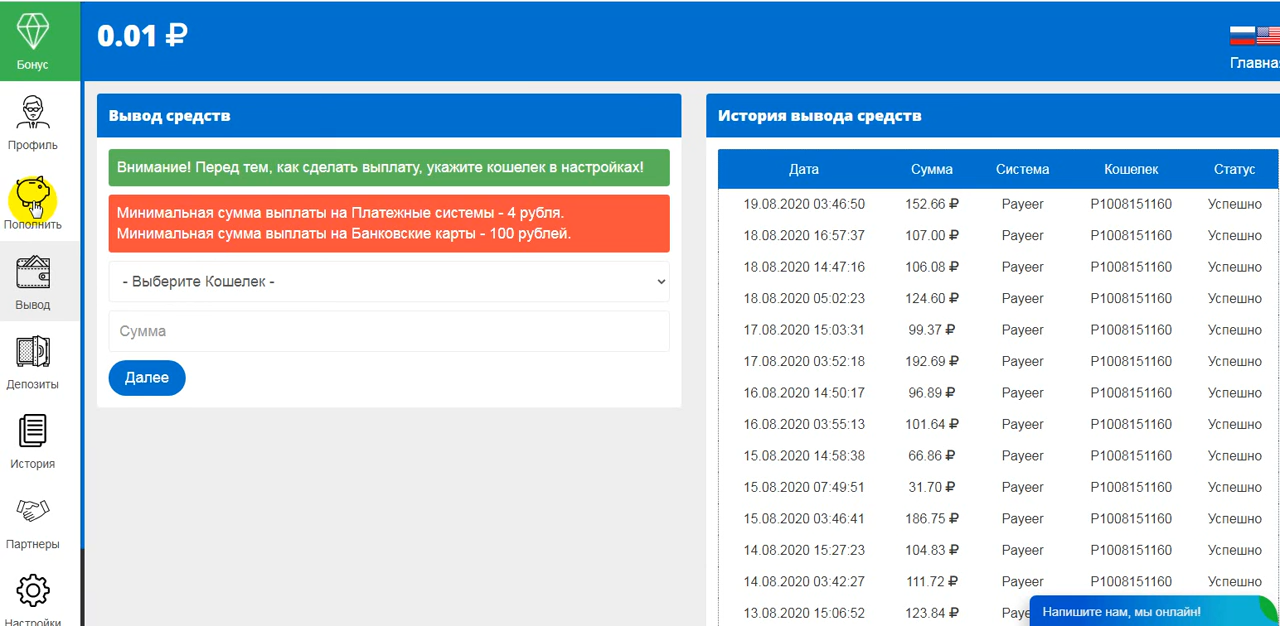 0.01 ₽
Главна
Бонус
Профиль
Пополнить
Вывод
Депозиты
История
Партнеры
Настройки
Вывод средств
Внимание! Перед тем, как сделать выплату, укажите кошелек в настройках!
Минимальная сумма выплаты на Платежные системы - 4 рубля.
Минимальная сумма выплаты на Банковские карты - 100 рублей.
- Выберите Кошелек -
Сумма
Далее
История вывода средств
Дата Сумма Система Кошелек Статус
19.08.2020 03:46:50 152.66 ₽ Payeer P1008151160 Успешно
18.08.2020 16:57:37 107.00 ₽ Payeer P1008151160 Успешно
18.08.2020 14:47:16 106.08 ₽ Payeer P1008151160 Успешно
18.08.2020 05:02:23 124.60 ₽ Payeer P1008151160 Успешно
17.08.2020 15:03:31 99.37 ₽ Payeer P1008151160 Успешно
17.08.2020 03:52:18 192.69 ₽ Payeer P1008151160 Успешно
16.08.2020 14:50:17 96.89 ₽ Payeer P1008151160 Успешно
16.08.2020 03:55:13 101.64 ₽ Payeer P1008151160 Успешно
15.08.2020 14:58:38 66.86 ₽ Payeer P1008151160 Успешно
15.08.2020 07:49:51 31.70 ₽ Payeer P1008151160 Успешно
15.08.2020 03:46:41 186.75 ₽ Payeer P1008151160 Успешно
14.08.2020 15:27:23 104.83 ₽ Payeer P1008151160 Успешно
14.08.2020 03:42:27 111.72 ₽ Payeer P1008151160 Успешно
13.08.2020 15:06:52 123.84 ₽ Paye
Напишите нам, мы онлайн!